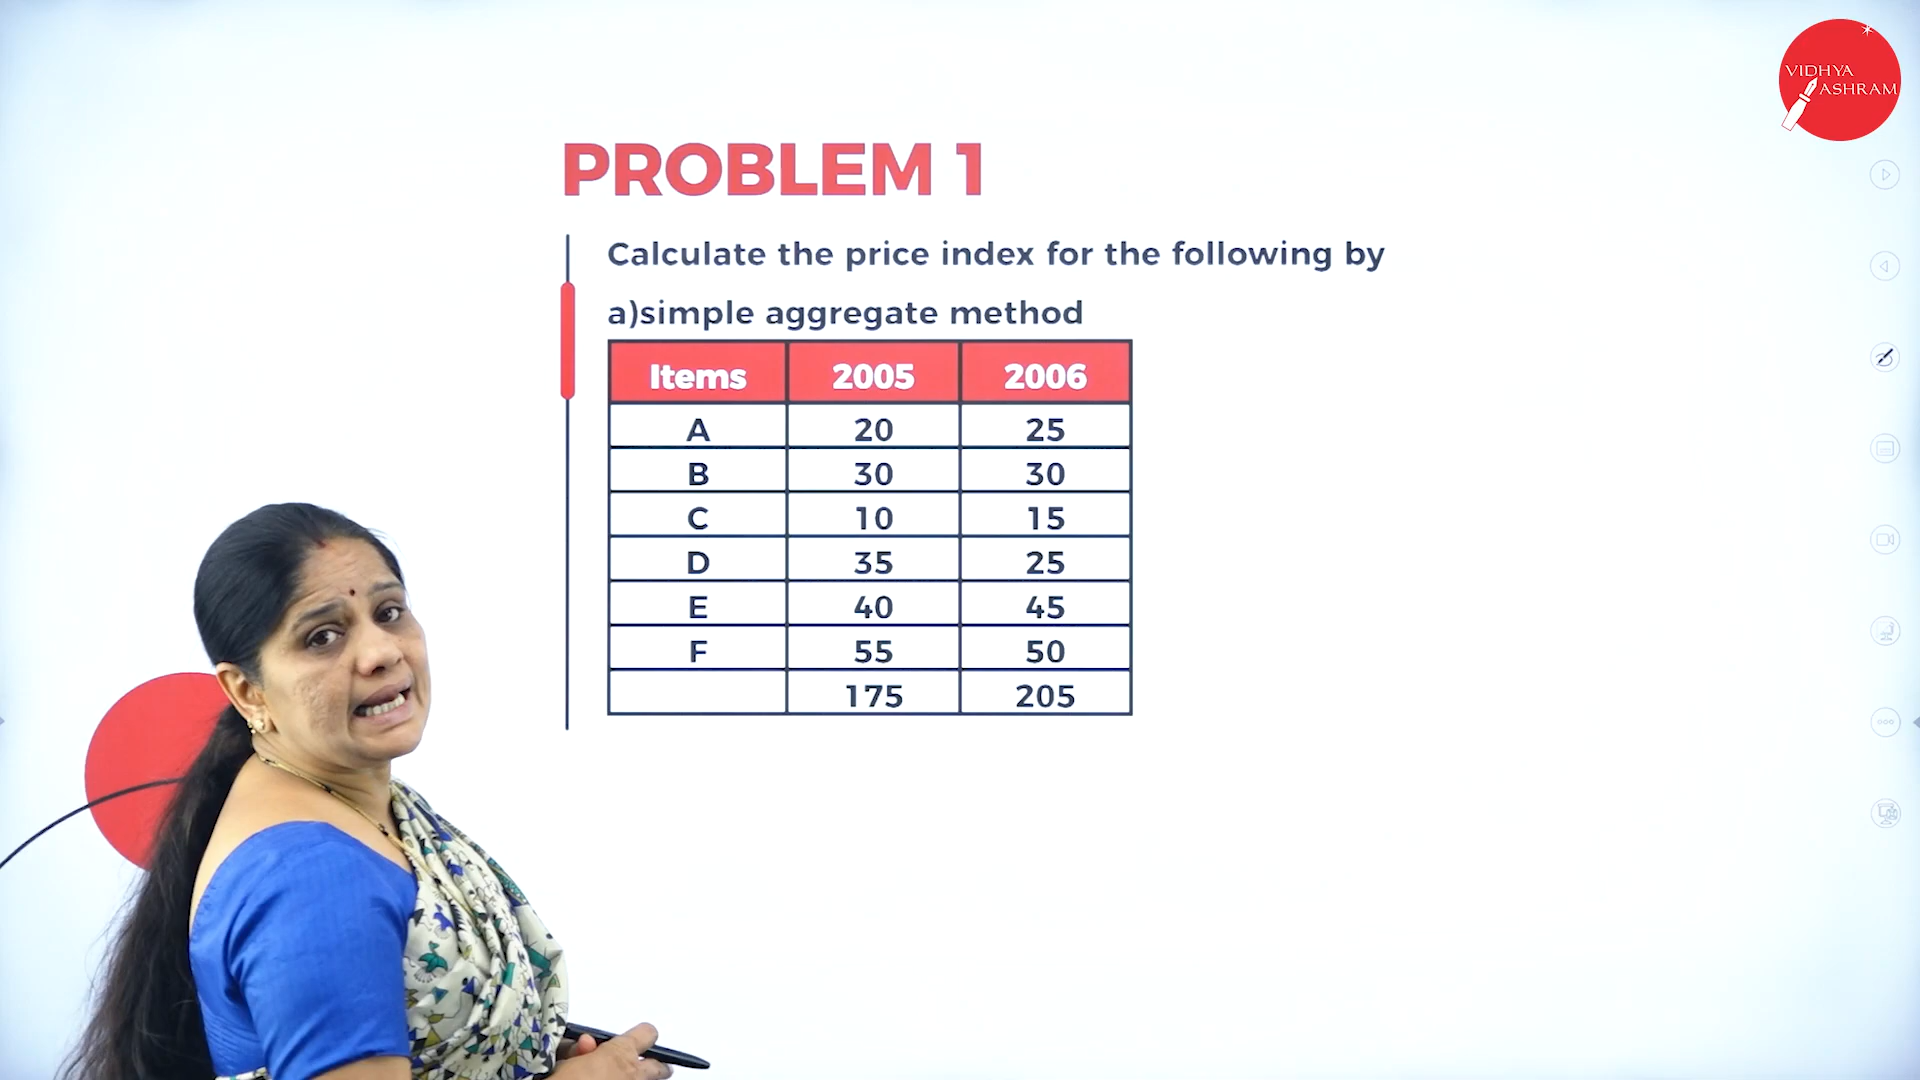 VIDHYA
ASHRAM
PROBLEM 1
Calculate the price index for the following by
a)simple aggregate method
Items 2005 2006
A 20 25
B 30 30
C 10 15
D 35 25
E 40 45
F 55 50
175 205